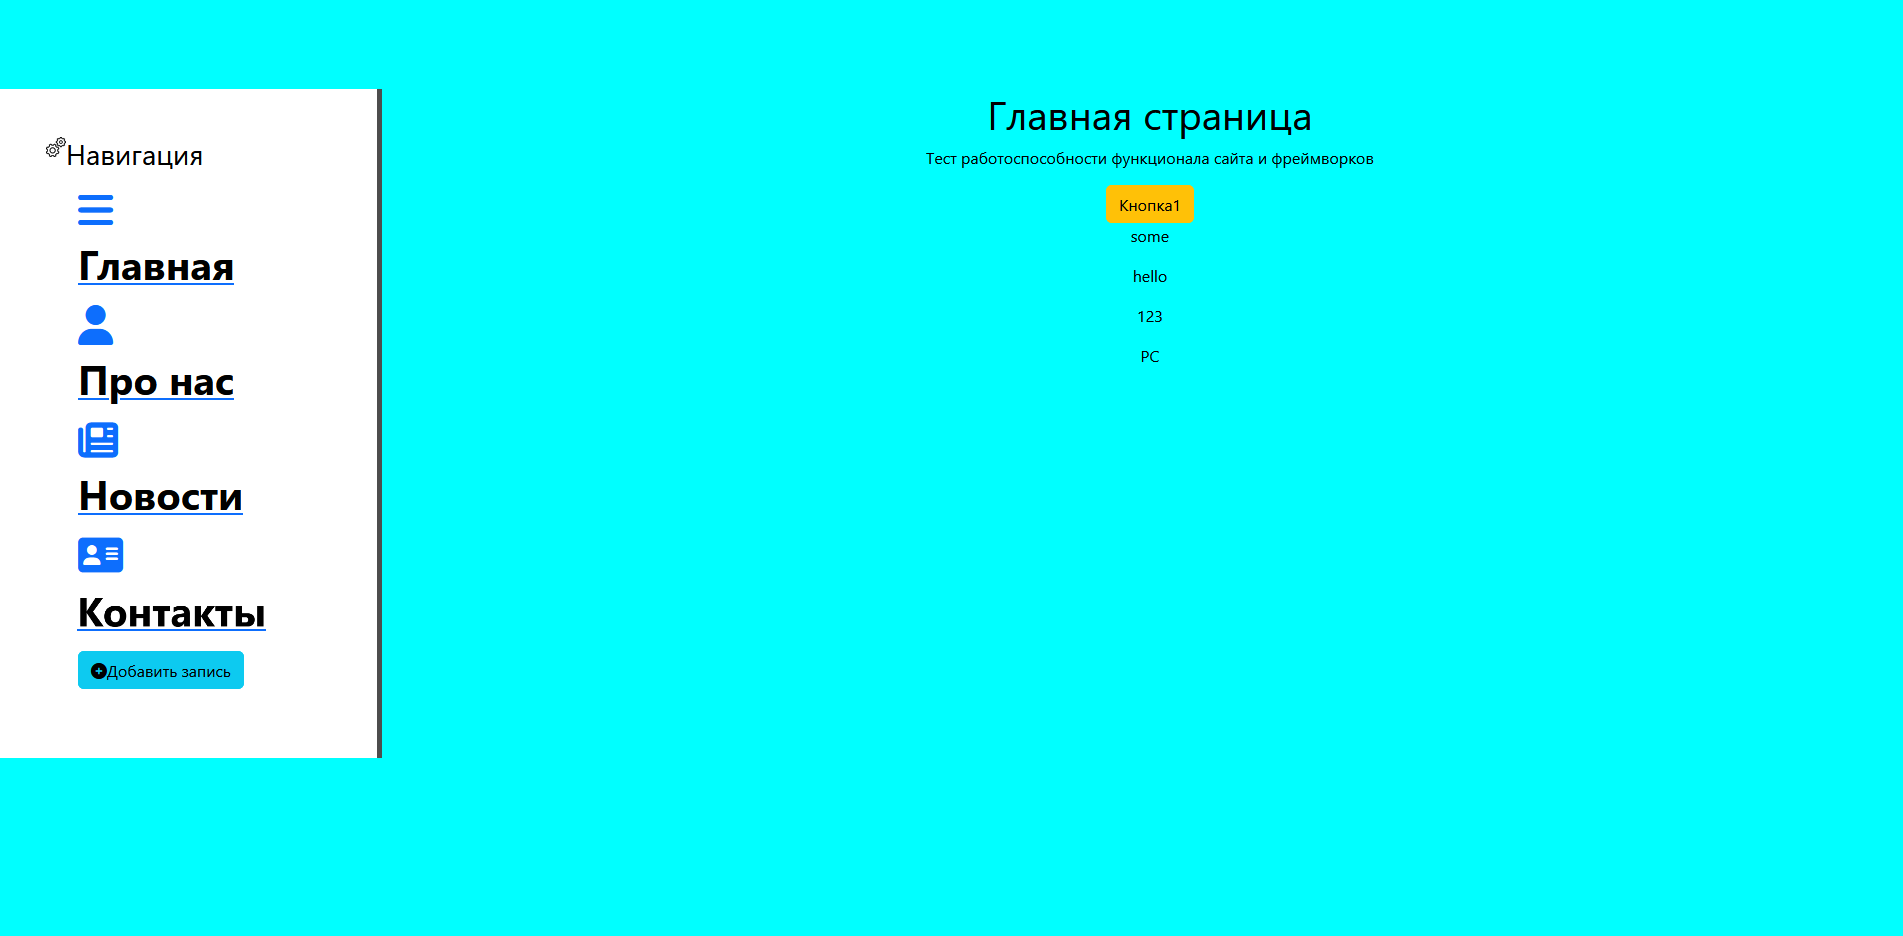 Навигация
Главная
Про нас
Новости
Контакты
Добавить запись
Главная страница
Тест работоспособности функционала сайта и фреймворков
Кнопка1
some
hello
123
PC